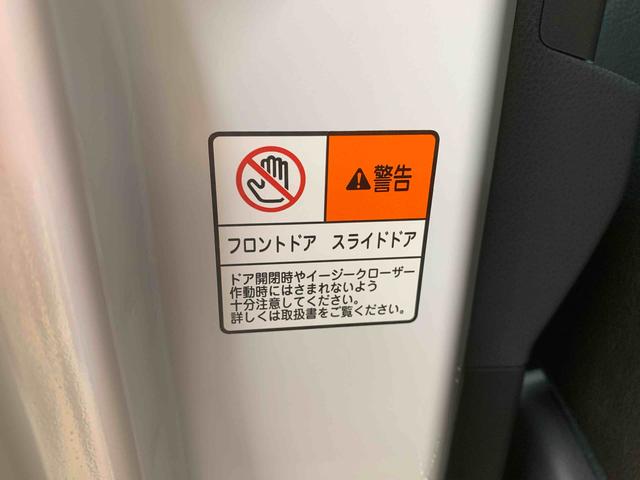 警告
フロントドア　スライドドア
ドア開閉時やイージークローザー
作動時にはさまれないよう
十分注意してください。
詳しくは取扱書をご覧ください。